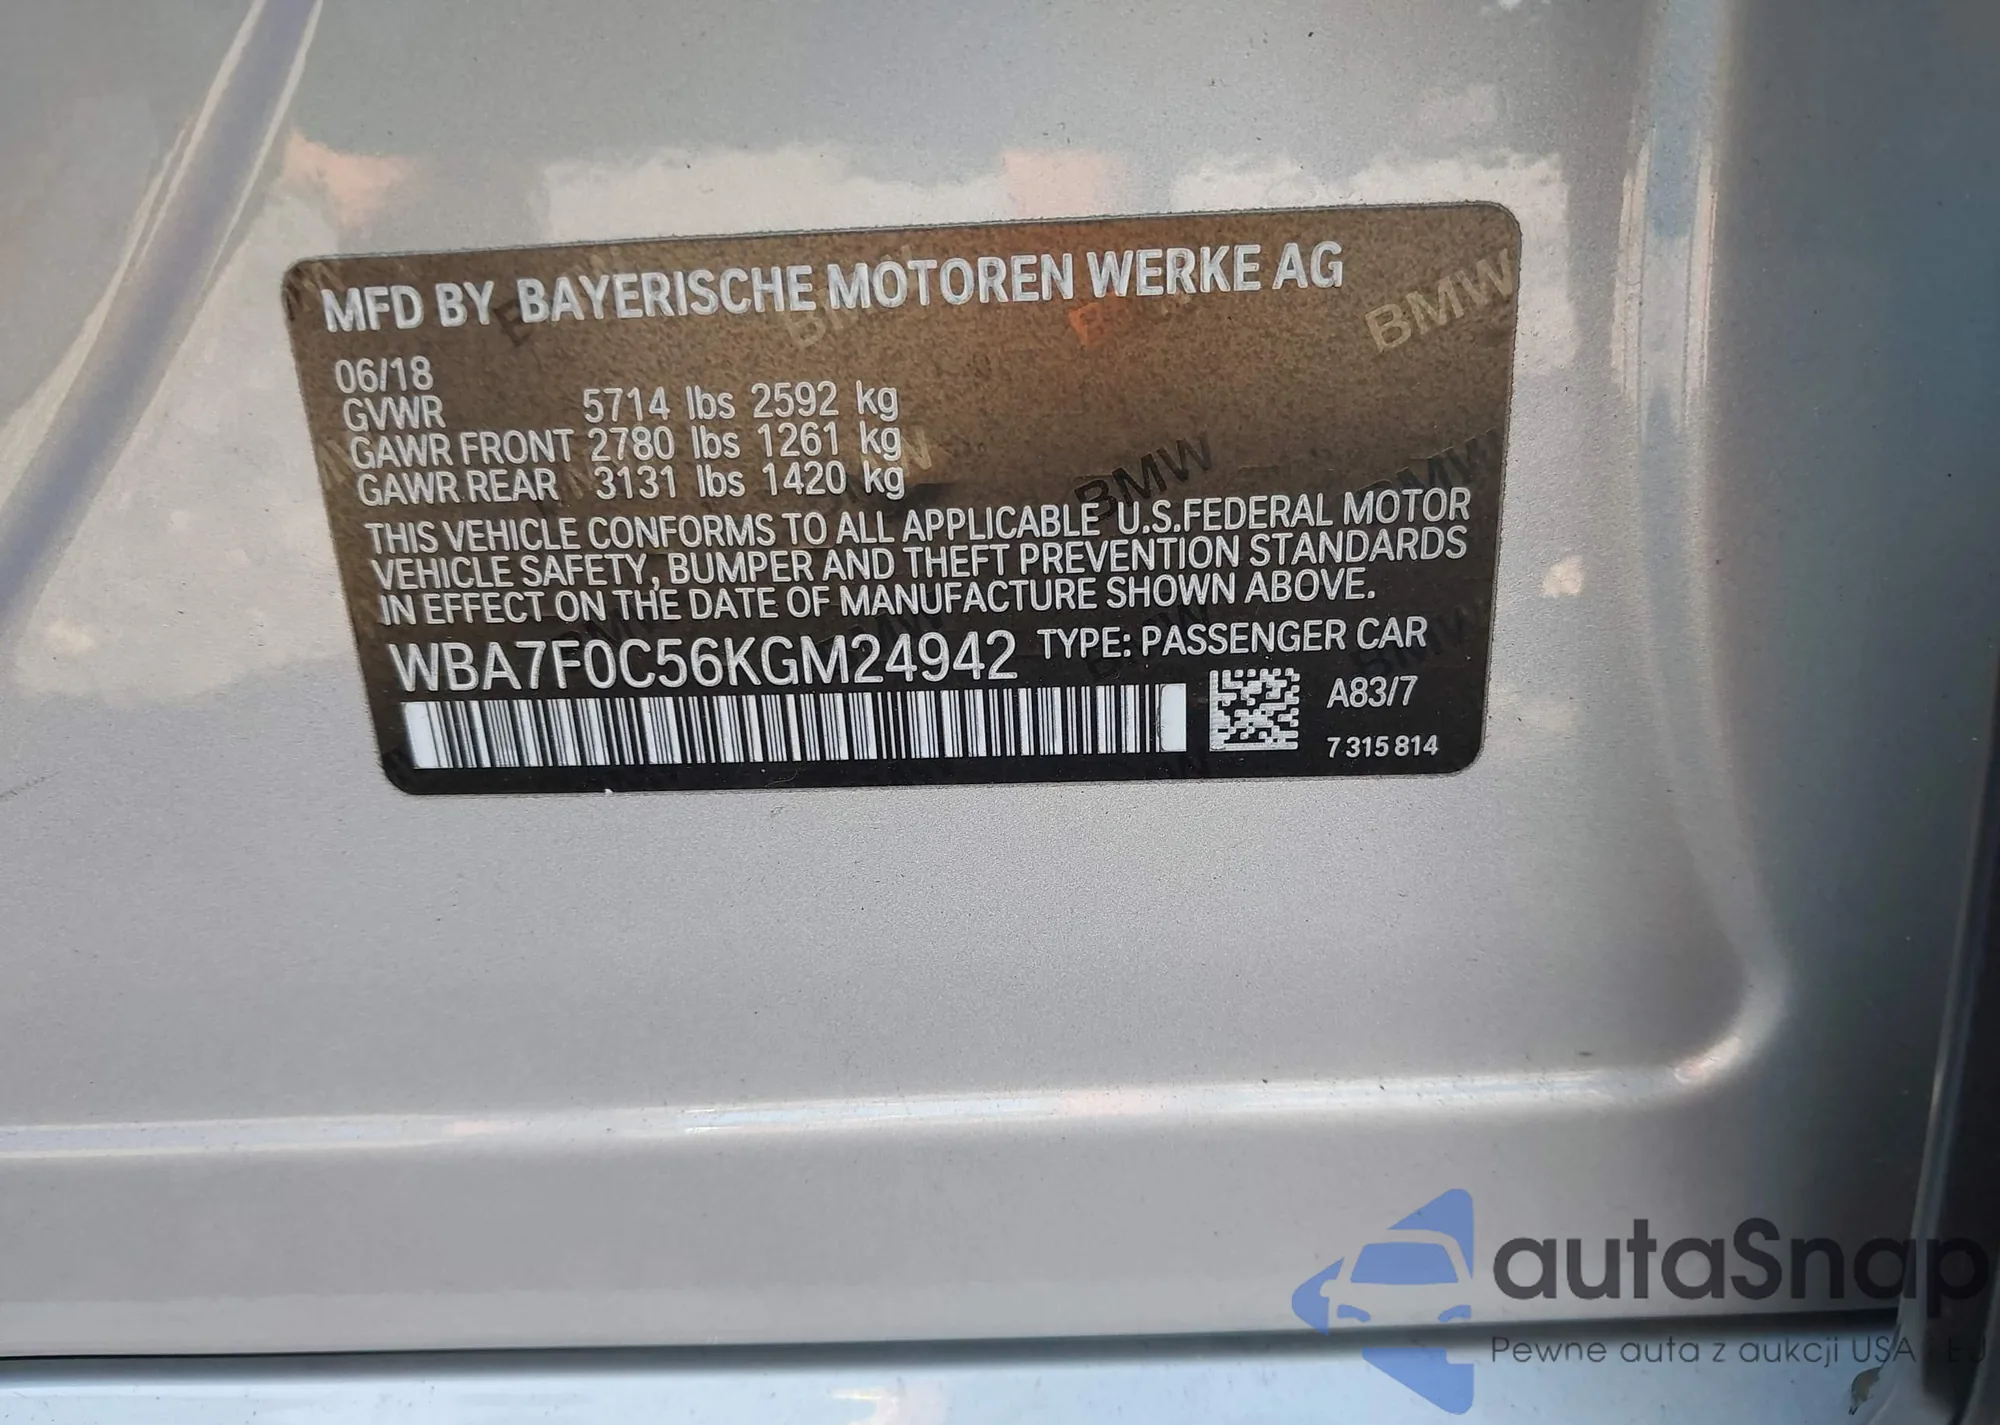 MFD BY BAYERISCHE MOTOREN WERKE AG
06/18
GVWR 5714 lbs 2592 kg
GAWR FRONT 2780 lbs 1261 kg
GAWR REAR 3131 lbs 1420 kg
THIS VEHICLE CONFORMS TO ALL APPLICABLE U.S.FEDERAL MOTOR
VEHICLE SAFETY, BUMPER AND THEFT PREVENTION STANDARDS
IN EFFECT ON THE DATE OF MANUFACTURE SHOWN ABOVE.
WBA7F0C56KGM24942 TYPE: PASSENGER CAR
A83/7
7 315 814
autaSnap
Pewne auta z aukcji USA i EU